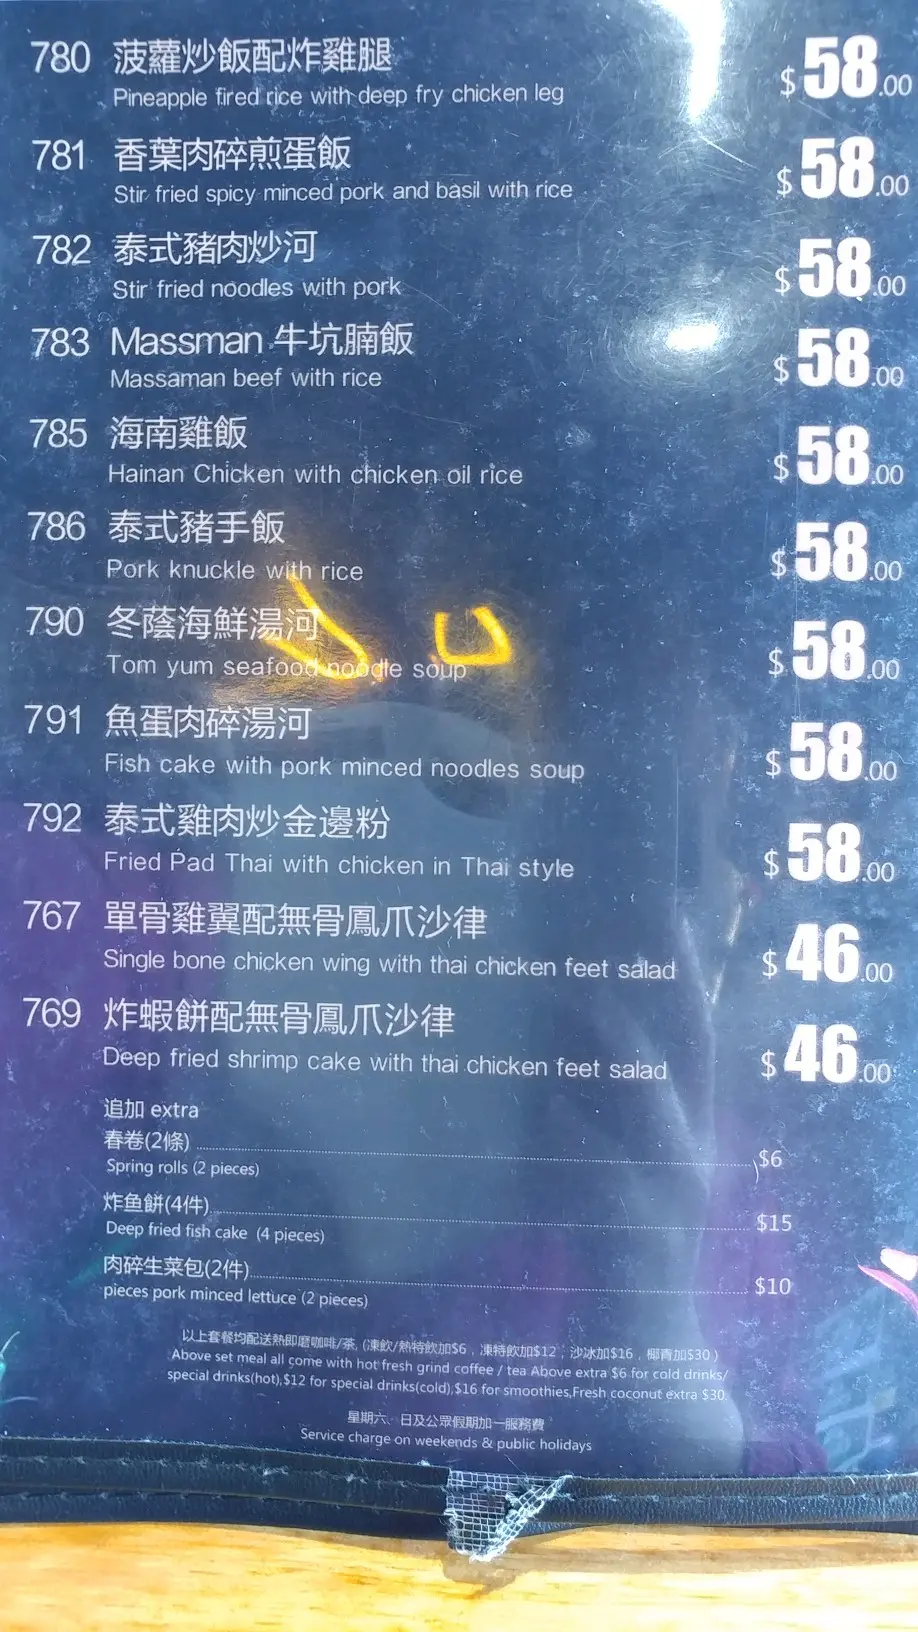 780 菠蘿炒飯配炸雞腿 $58.00
Pineapple fired rice with deep fry chicken leg
781 香葉肉碎煎蛋飯 $58.00
Stir fried spicy minced pork and basil with rice
782 泰式豬肉炒河 $58.00
Stir fried noodles with pork
783 Massman 牛坑腩飯 $58.00
Massaman beef with rice
785 海南雞飯 $58.00
Hainan Chicken with chicken oil rice
786 泰式豬手飯 $58.00
Pork knuckle with rice
790 冬蔭海鮮湯河 $58.00
Tom yum seafood noodle soup
791 魚蛋肉碎湯河 $58.00
Fish cake with pork minced noodles soup
792 泰式雞肉炒金邊粉 $58.00
Fried Pad Thai with chicken in Thai style
767 單骨雞翼配無骨鳳爪沙律 $46.00
Single bone chicken wing with thai chicken feet salad
769 炸蝦餅配無骨鳳爪沙律 $46.00
Deep fried shrimp cake with thai chicken feet salad
追加 extra
春卷(2條) $6
Spring rolls (2 pieces)
炸鱼餅(4件) $15
Deep fried fish cake (4 pieces)
肉碎生菜包(2件) $10
pieces pork minced lettuce (2 pieces)
以上套餐均配送熱即磨咖啡/茶, (凍飲/熱特飲加$6 , 凍特飲加$12 , 沙冰加$16 , 椰青加$30 )
Above set meal all come with hot fresh grind coffee / tea Above extra $6 for cold drinks/
special drinks(hot),$12 for special drinks(cold),$16 for smoothies,Fresh coconut extra $30.
星期六、日及公眾假期加一服務費
Service charge on weekends & public holidays